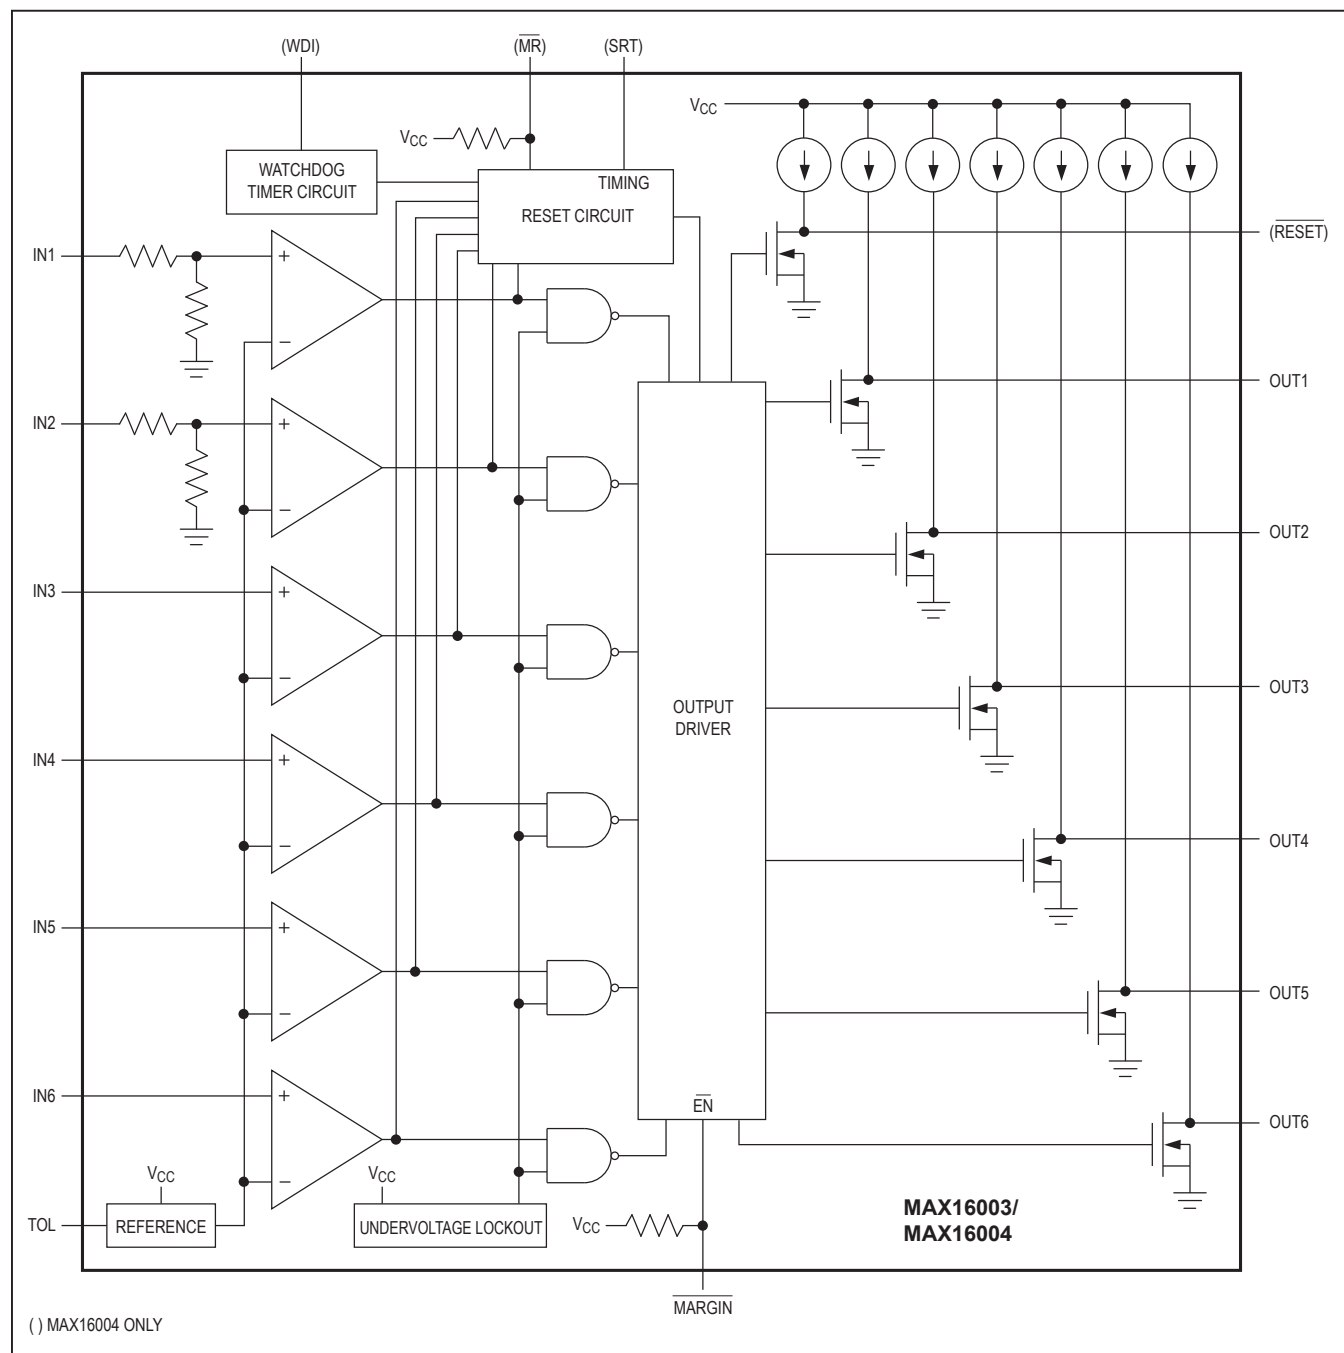 (WDI)
(MR)
(SRT)
VCC
VCC
WATCHDOG
TIMER CIRCUIT
TIMING
RESET CIRCUIT
(RESET)
IN1
+
−
OUT1
IN2
+
−
OUT2
IN3
+
−
OUT3
OUTPUT
DRIVER
IN4
+
−
OUT4
IN5
+
−
OUT5
IN6
+
−
EN
OUT6
VCC
VCC
TOL
REFERENCE
UNDERVOLTAGE LOCKOUT
VCC
MAX16003/
MAX16004
MARGIN
( ) MAX16004 ONLY